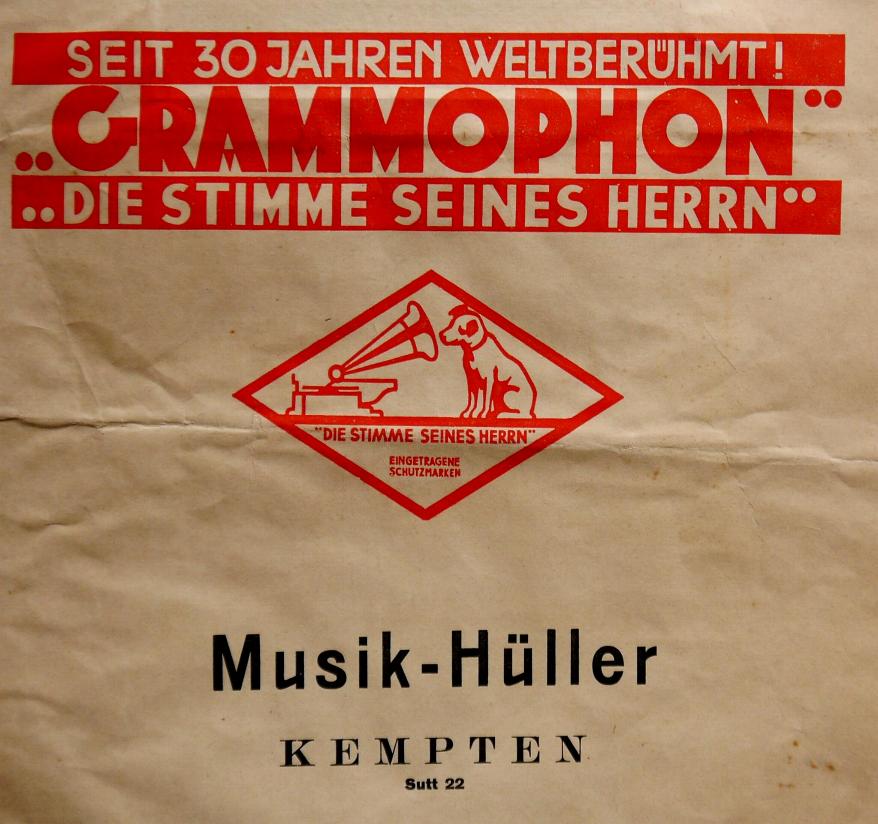 SEIT 30 JAHREN WELTBERÜHMT!
„GRAMMOPHON“
„DIE STIMME SEINES HERRN“
"DIE STIMME SEINES HERRN"
EINGETRAGENE
SCHUTZMARKEN
Musik-Hüller
KEMPTEN
Sutt 22